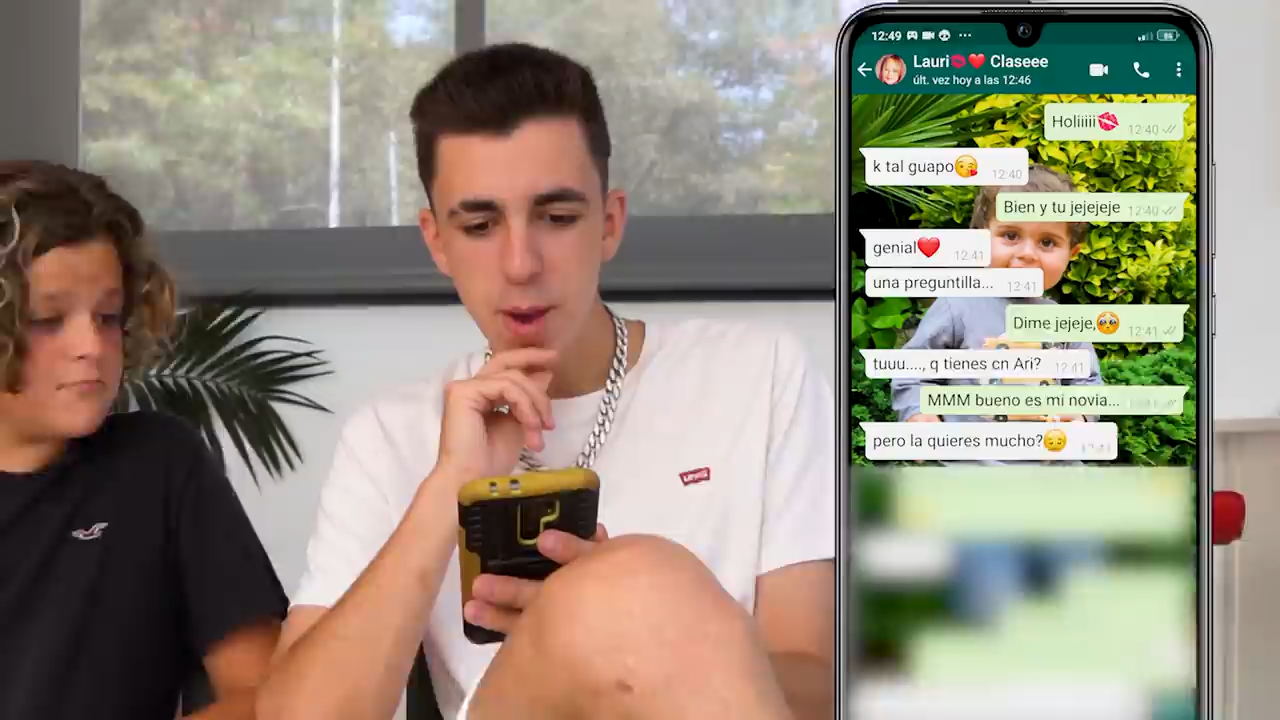 12:49
Lauri💋❤️ Claseee
últ. vez hoy a las 12:46
Holiiiii💋 12:40
k tal guapo😘 12:40
Bien y tu jejejeje 12:40
genial❤️ 12:41
una preguntilla... 12:41
Dime jejeje,🥺 12:41
tuuu...., q tienes cn Ari? 12:41
MMM bueno es mi novia...
pero la quieres mucho?😔 12:41
Levi's